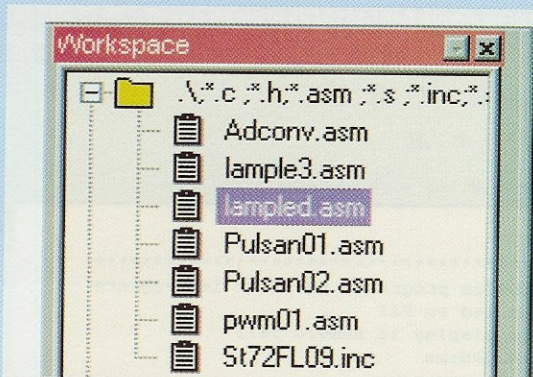 Workspace
.\,*.c ,*.h;*.asm ,*.s ,*.inc;*.
Adconv.asm
lample3.asm
lampled.asm
Pulsan01.asm
Pulsan02.asm
pwm01.asm
St72FL09.inc